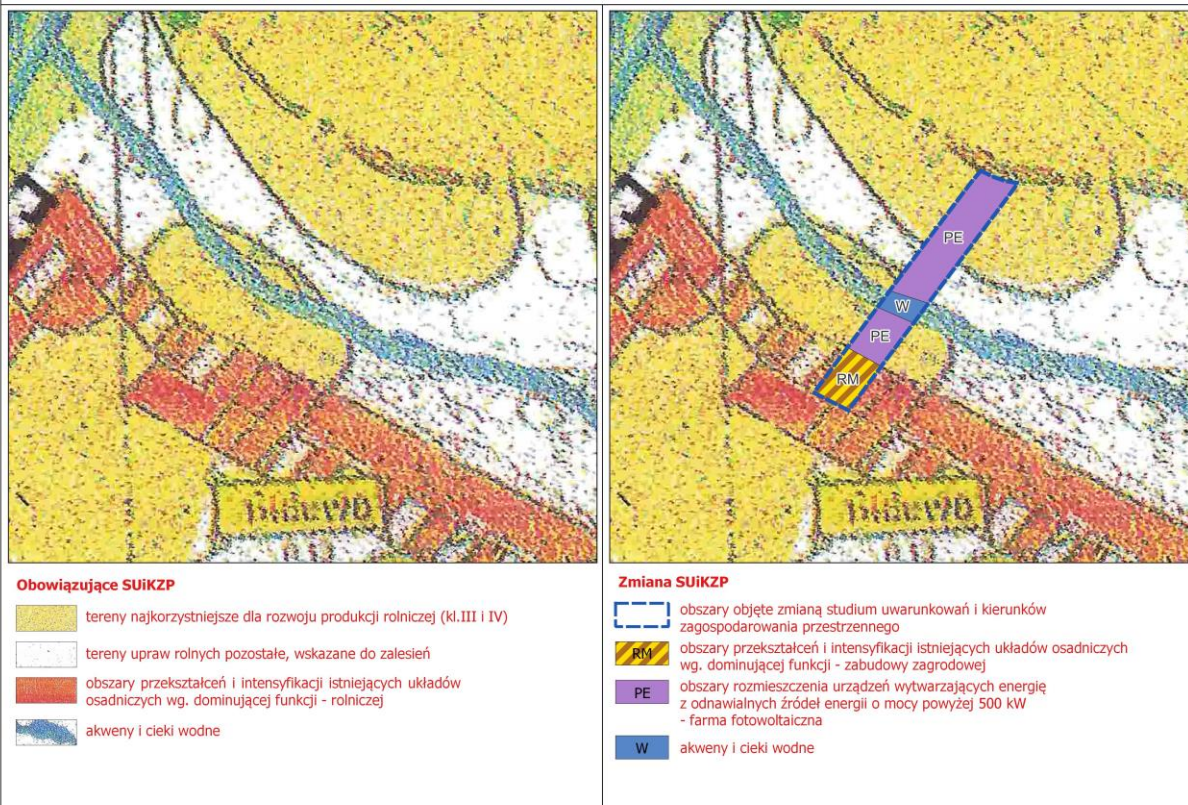 Obowiązujące SUiKZP
tereny najkorzystniejsze dla rozwoju produkcji rolniczej (kl.III i IV)
tereny upraw rolnych pozostałe, wskazane do zalesień
obszary przekształceń i intensyfikacji istniejących układów
osadniczych wg. dominującej funkcji - rolniczej
akweny i cieki wodne
PE
W
PE
RM
Zmiana SUiKZP
obszary objęte zmianą studium uwarunkowań i kierunków
zagospodarowania przestrzennego
RM obszary przekształceń i intensyfikacji istniejących układów osadniczych
wg. dominującej funkcji - zabudowy zagrodowej
PE obszary rozmieszczenia urządzeń wytwarzających energię
z odnawialnych źródeł energii o mocy powyżej 500 kW
- farma fotowoltaiczna
W akweny i cieki wodne